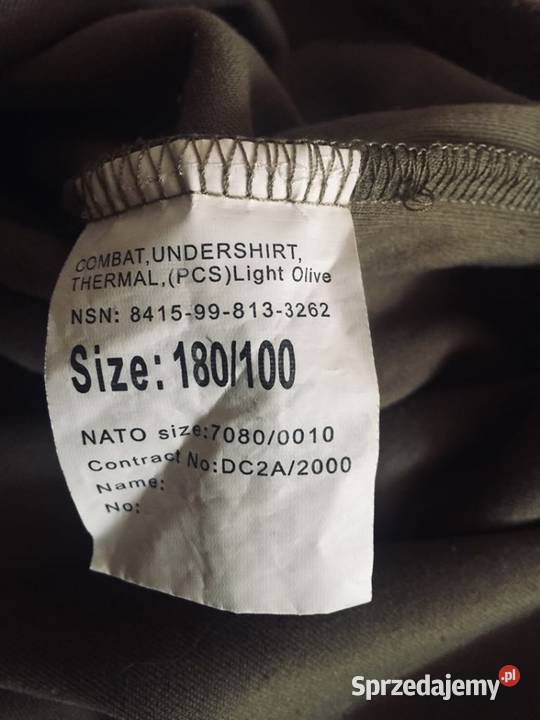 COMBAT,UNDERSHIRT,
THERMAL,(PCS)Light Olive
NSN: 8415-99-813-3262
Size: 180/100
NATO size:7080/0010
Contract No:DC2A/2000
Name:
No:
Sprzedajemy.pl